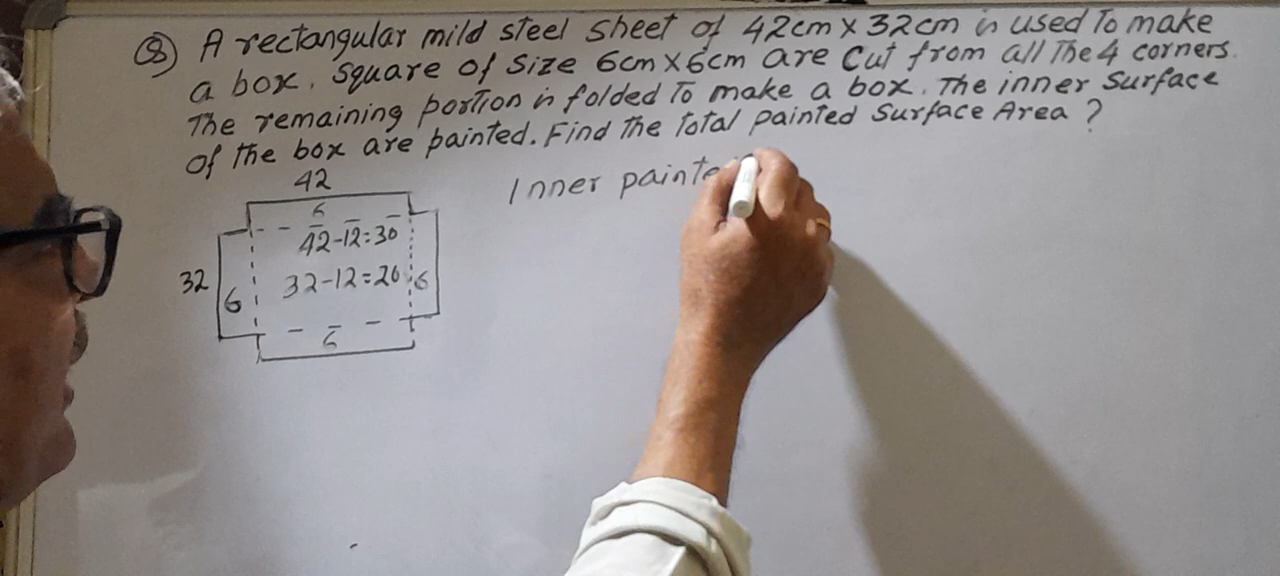 Q) A rectangular mild steel sheet of 42cm x 32cm is used To make
a box. Square of Size 6cm x 6cm are Cut from all The 4 corners.
The remaining portion is folded To make a box. The inner Surface
of the box are painted. Find the Total painted Surface Area ?
42
Inner painte
6
42-12=30
32
32-12=20
6
6
6